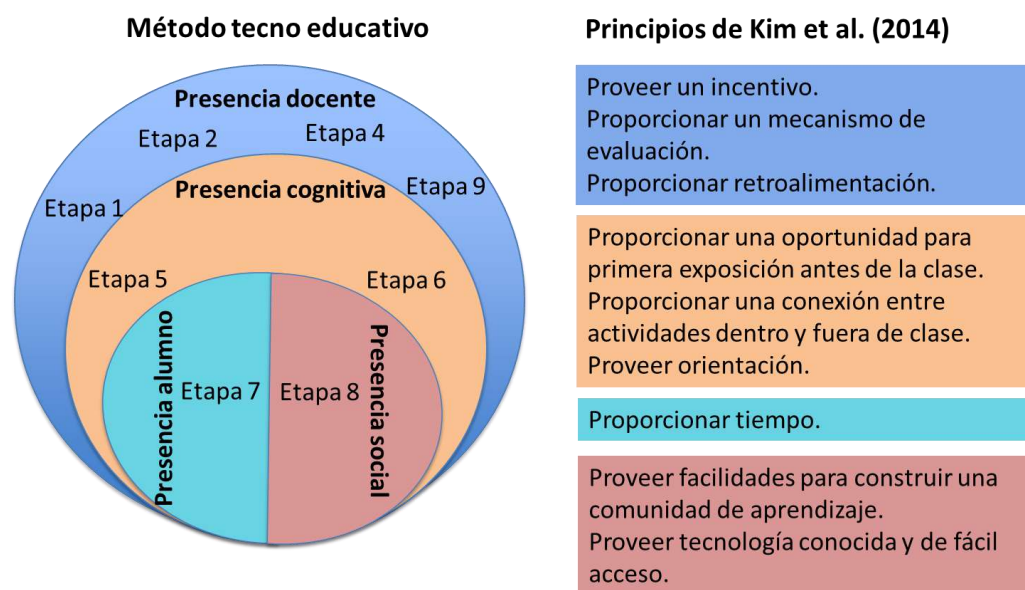 Método tecno educativo
Presencia docente
Etapa 2
Etapa 4
Etapa 1
Presencia cognitiva
Etapa 9
Etapa 5
Etapa 6
Presencia alumno
Etapa 7
Etapa 8
Presencia social
Principios de Kim et al. (2014)
Proveer un incentivo.
Proporcionar un mecanismo de
evaluación.
Proporcionar retroalimentación.
Proporcionar una oportunidad para
primera exposición antes de la clase.
Proporcionar una conexión entre
actividades dentro y fuera de clase.
Proveer orientación.
Proporcionar tiempo.
Proveer facilidades para construir una
comunidad de aprendizaje.
Proveer tecnología conocida y de fácil
acceso.